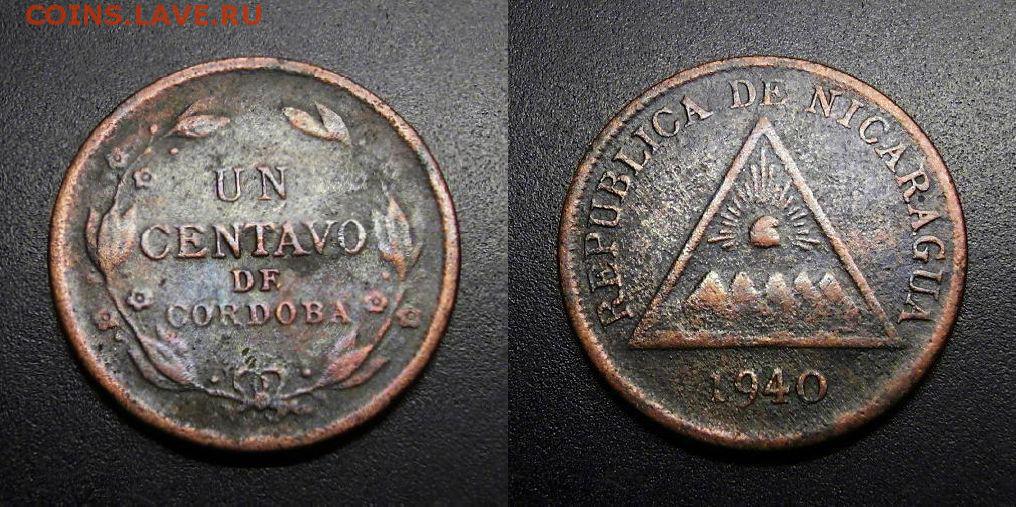 COINS.LAVE.RU
UN
CENTAVO
DE
CORDOBA
REPUBLICA DE NICARAGUA
1940